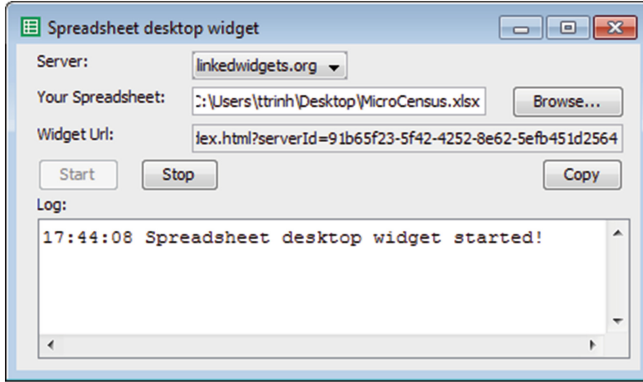 Spreadsheet desktop widget
Server: linkedwidgets.org
Your Spreadsheet: C:\Users\ttrinh\Desktop\MicroCensus.xlsx Browse...
Widget Url: dex.html?serverId=91b65f23-5f42-4252-8e62-5efb451d2564
Start Stop Copy
Log:
17:44:08 Spreadsheet desktop widget started!